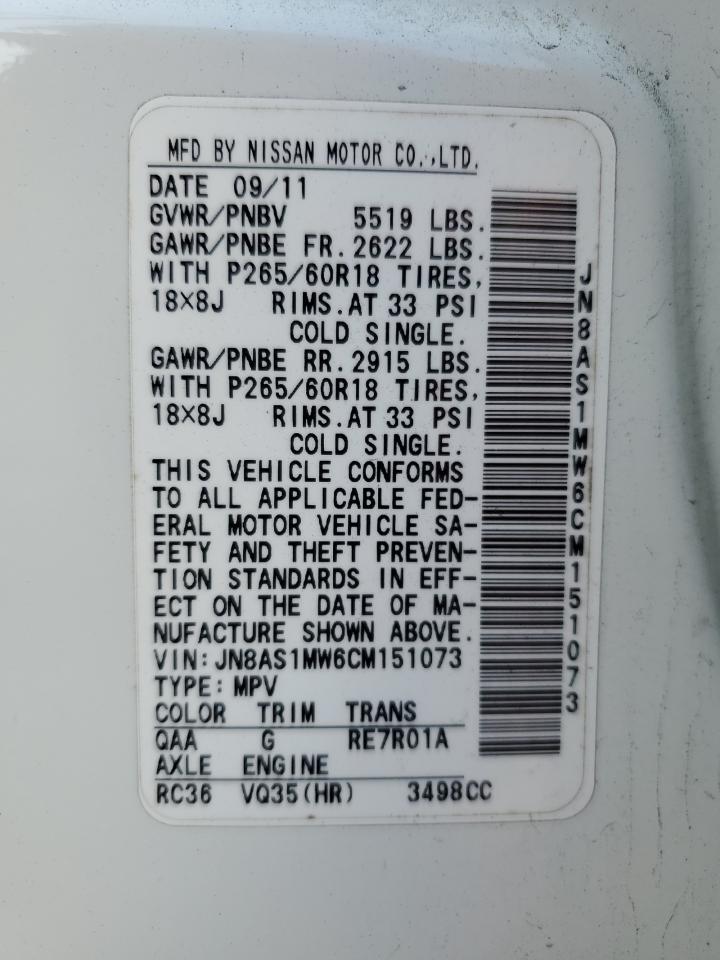 MFD BY NISSAN MOTOR CO.,LTD.
DATE 09/11
GVWR/PNBV 5519 LBS.
GAWR/PNBE FR. 2622 LBS.
WITH P265/60R18 TIRES,
18×8J RIMS. AT 33 PSI
COLD SINGLE.
GAWR/PNBE RR. 2915 LBS.
WITH P265/60R18 TIRES,
18×8J RIMS. AT 33 PSI
COLD SINGLE.
THIS VEHICLE CONFORMS
TO ALL APPLICABLE FED-
ERAL MOTOR VEHICLE SA-
FETY AND THEFT PREVEN-
TION STANDARDS IN EFF-
ECT ON THE DATE OF MA-
NUFACTURE SHOWN ABOVE.
VIN: JN8AS1MW6CM151073
TYPE: MPV
COLOR TRIM TRANS
QAA G RE7R01A
AXLE ENGINE
RC36 VQ35(HR) 3498CC
JN8AS1MW6CM151073